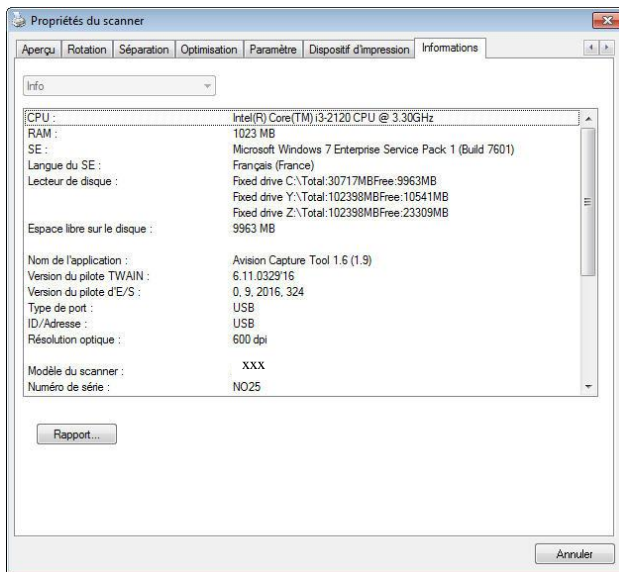 Propriétés du scanner
Aperçu Rotation Séparation Optimisation Paramètre Dispositif d'impression Informations
Info
CPU : Intel(R) Core(TM) i3-2120 CPU @ 3.30GHz
RAM : 1023 MB
SE : Microsoft Windows 7 Enterprise Service Pack 1 (Build 7601)
Langue du SE : Français (France)
Lecteur de disque : Fixed drive C:\Total:30717MBFree:9963MB
Fixed drive Y:\Total:102398MBFree:10541MB
Fixed drive Z:\Total:102398MBFree:23309MB
Espace libre sur le disque : 9963 MB
Nom de l'application : Avision Capture Tool 1.6 (1.9)
Version du pilote TWAIN : 6.11.0329'16
Version du pilote d'E/S : 0, 9, 2016, 324
Type de port : USB
ID/Adresse : USB
Résolution optique : 600 dpi
Modèle du scanner : xxx
Numéro de série : NO25
Rapport...
Annuler